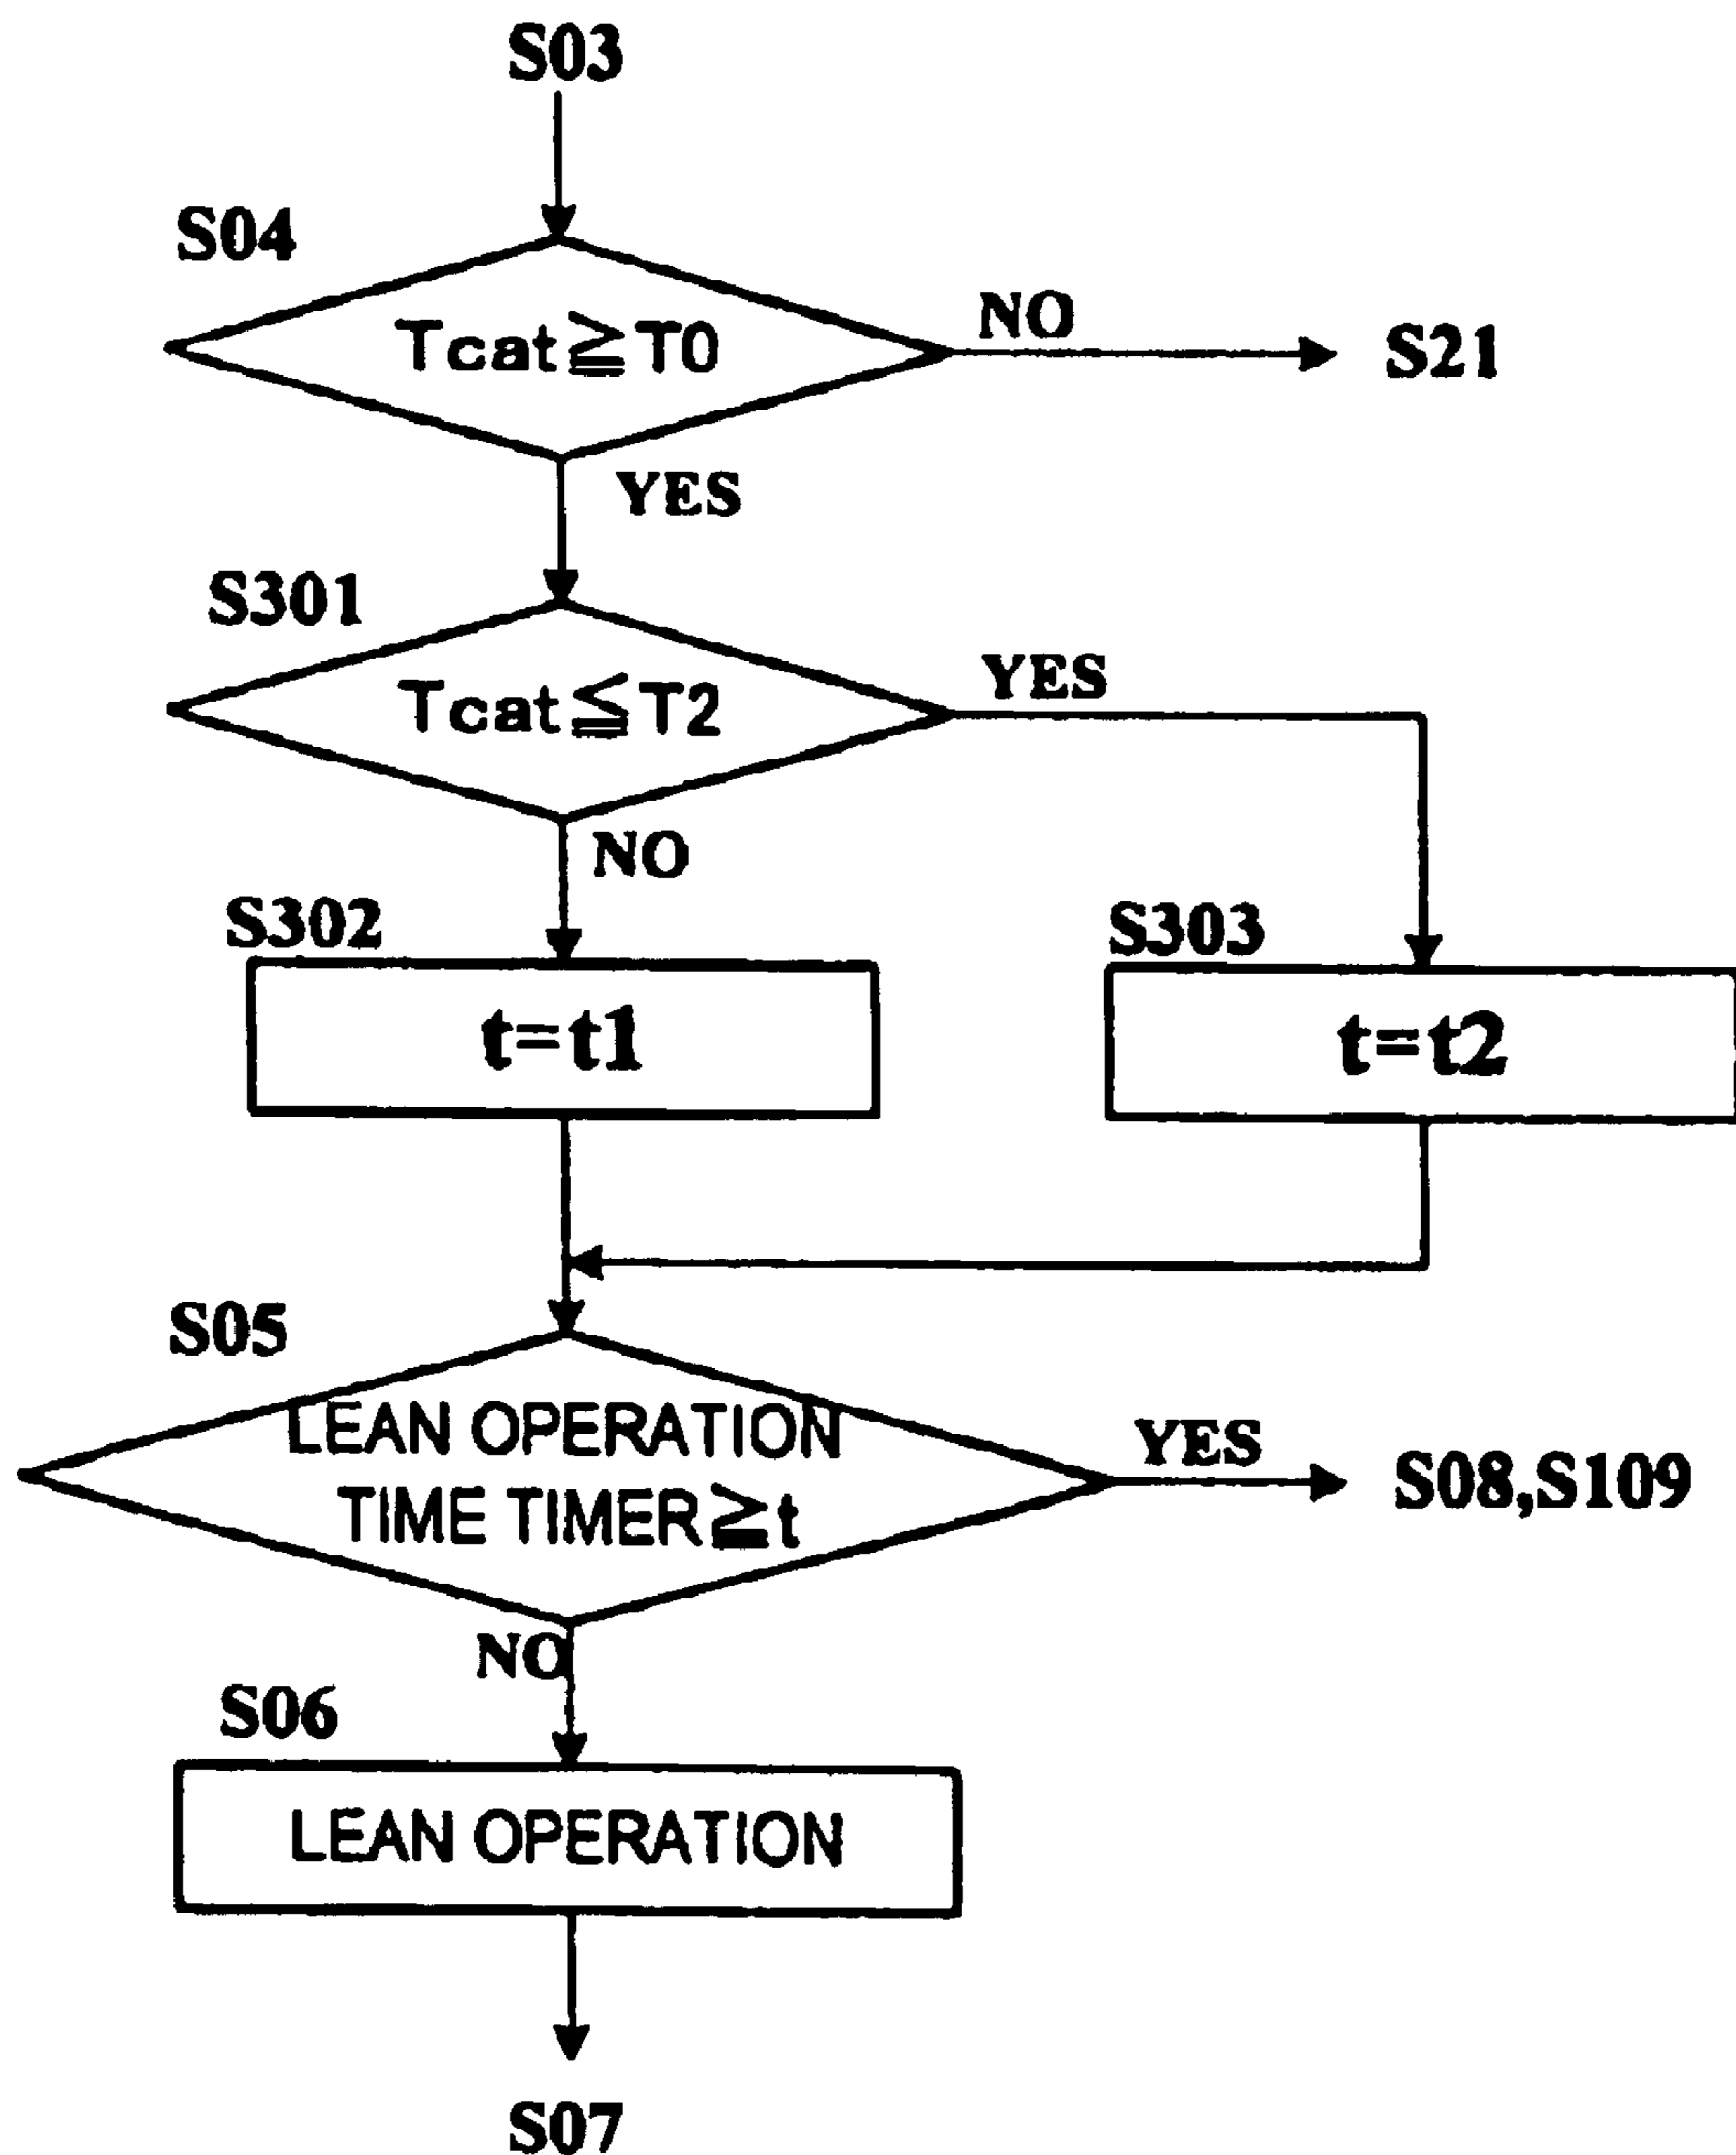 S03
S04
Tcat≧T0
NO
S21
YES
S301
Tcat≦T2
YES
NO
S302
S303
t=t1
t=t2
S05
LEAN OPERATION
TIME TIMER≧t
YES
S08,S109
NO
S06
LEAN OPERATION
S07